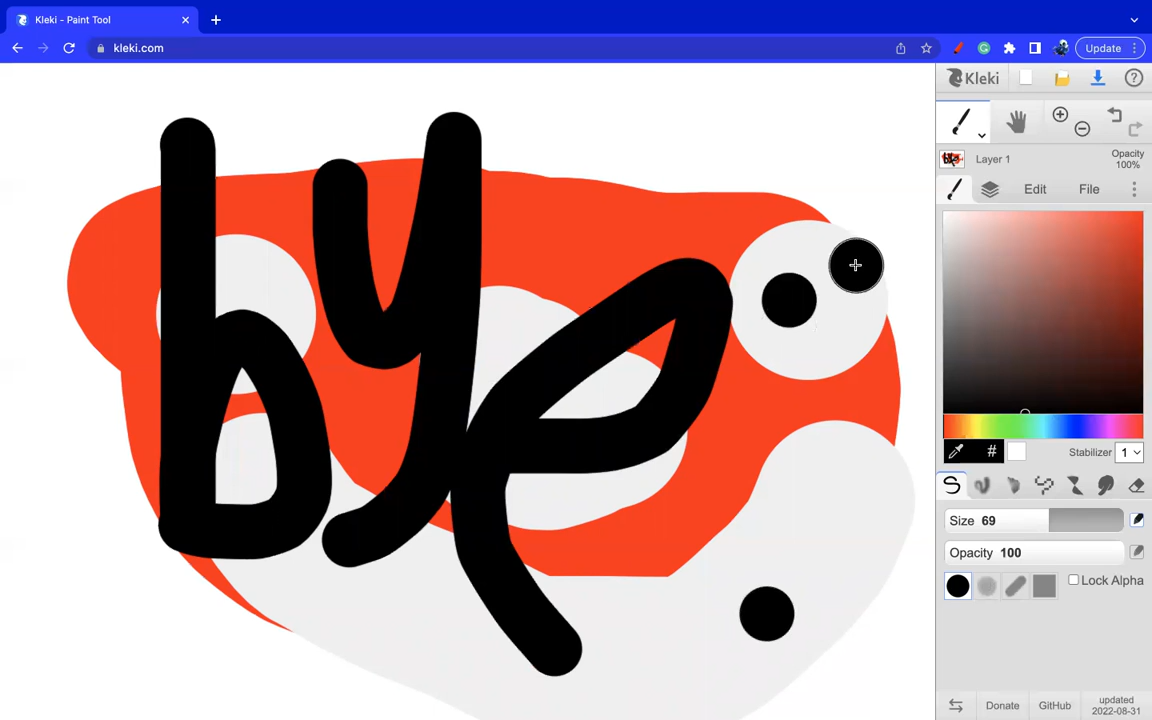 Kleki - Paint Tool
kleki.com
Update
Kleki
?
Layer 1
Opacity
100%
Edit
File
bye
#
Stabilizer
1
Size 69
Opacity 100
Lock Alpha
Donate
GitHub
updated
2022-08-31